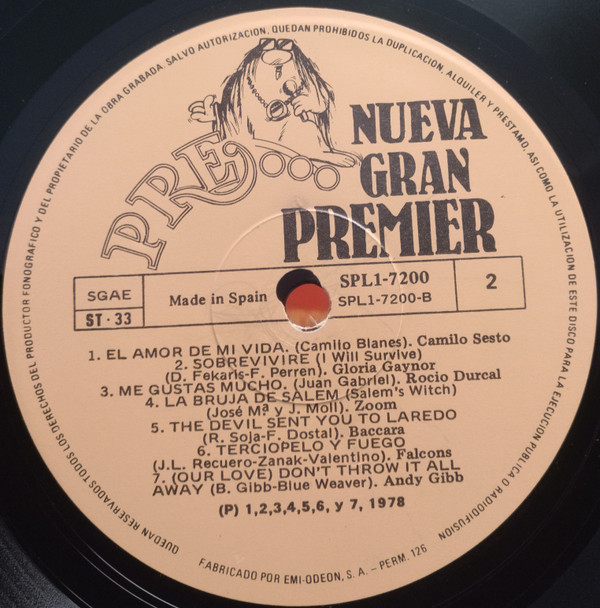 QUEDAN RESERVADOS TODOS LOS DERECHOS DEL PRODUCTOR FONOGRAFICO Y DEL PROPIETARIO DE LA OBRA GRABADA. SALVO AUTORIZACION, QUEDAN PROHIBIDOS LA DUPLICACION, ALQUILER Y PRESTAMO, ASI COMO LA UTILIZACION DE ESTE DISCO PARA LA EJECUCION PUBLICA O RADIODIFUSION
PRE...
NUEVA
GRAN
PREMIER
SGAE
Made in Spain
SPL1-7200
2
ST·33
SPL1-7200-B
1. EL AMOR DE MI VIDA. (Camilo Blanes). Camilo Sesto
2. SOBREVIVIRE (I Will Survive)
(D. Fekaris-F. Perren). Gloria Gaynor
3. ME GUSTAS MUCHO. (Juan Gabriel). Rocio Durcal
4. LA BRUJA DE SALEM (Salem's Witch)
(José Mª y J. Moll). Zoom
5. THE DEVIL SENT YOU TO LAREDO
(R. Soja-F. Dostal). Baccara
6. TERCIOPELO Y FUEGO
(J.L. Recuero-Zanak-Valentino). Falcons
7. (OUR LOVE) DON'T THROW IT ALL
AWAY (B. Gibb-Blue Weaver). Andy Gibb
(P) 1,2,3,4,5,6, y 7, 1978
FABRICADO POR EMI-ODEON, S. A. – PERM. 126